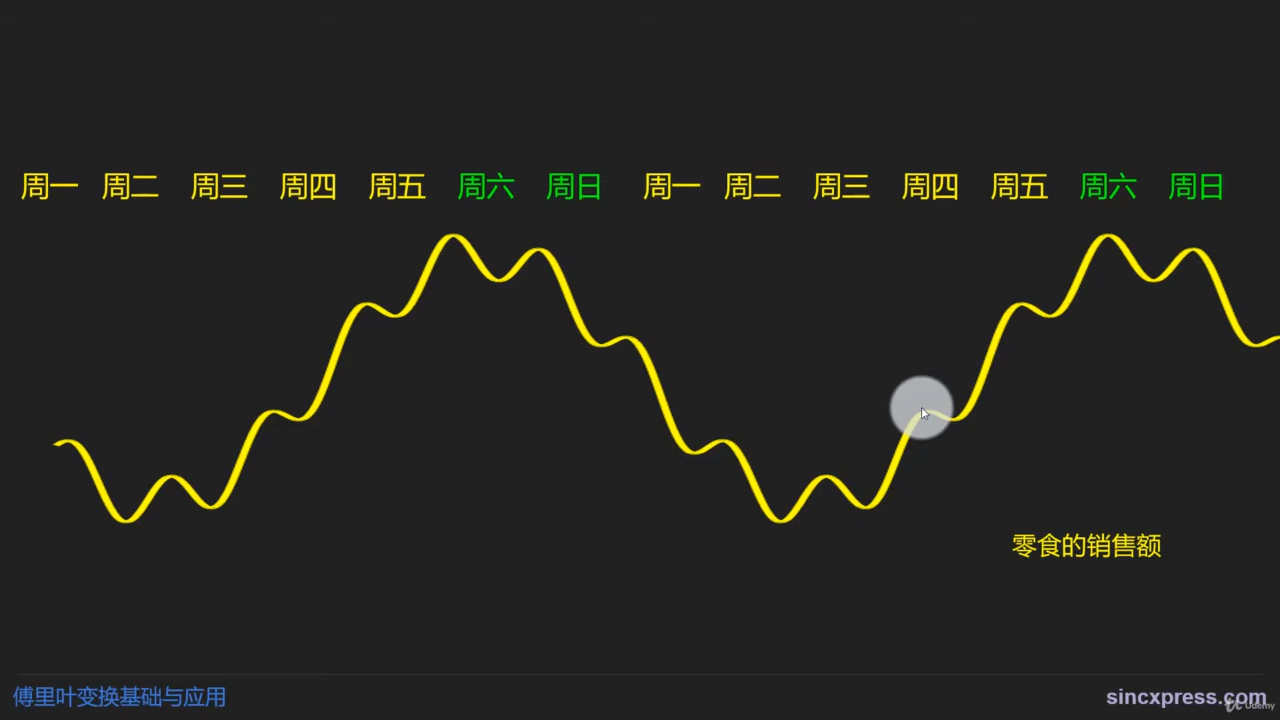 周一 周二 周三 周四 周五 周六 周日 周一 周二 周三 周四 周五 周六 周日
零食的销售额
傅里叶变换基础与应用
sincxpress.com
Udemy